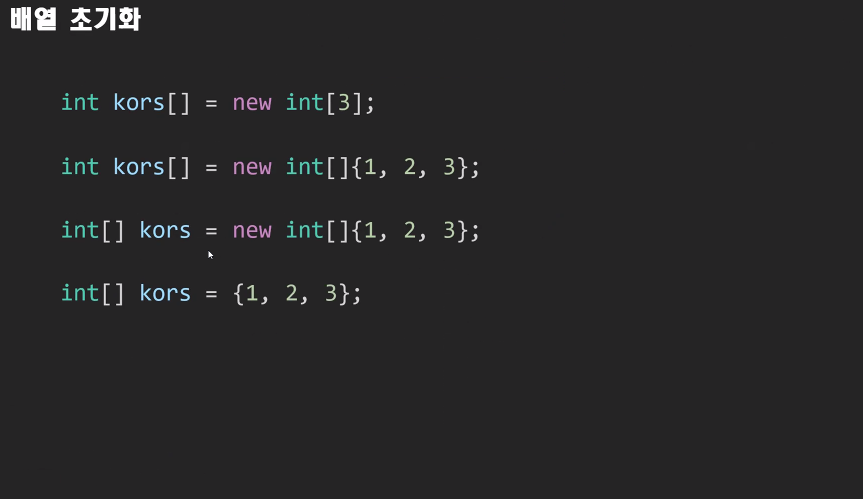 배열 초기화
int kors[] = new int[3];
int kors[] = new int[]{1, 2, 3};
int[] kors = new int[]{1, 2, 3};
int[] kors = {1, 2, 3};